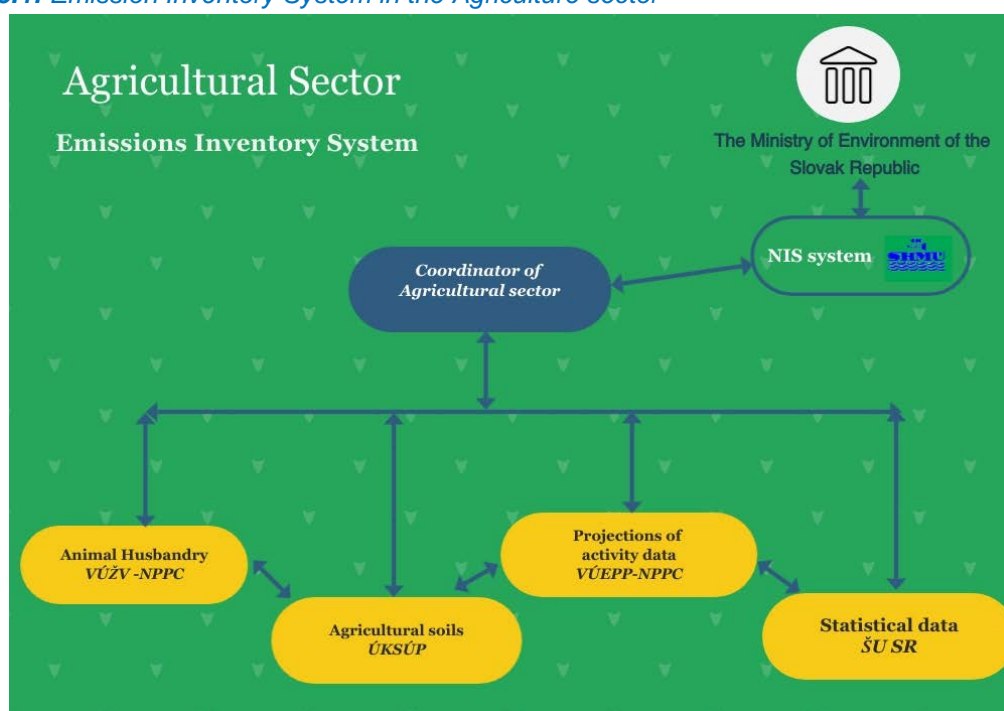 Emission Inventory System in the Agriculture sector
Agricultural Sector
Emissions Inventory System
The Ministry of Environment of the
Slovak Republic
NIS system
SHMU
Coordinator of
Agricultural sector
Animal Husbandry
VÚŽV -NPPC
Agricultural soils
ÚKSÚP
Projections of
activity data
VÚEPP-NPPC
Statistical data
ŠU SR